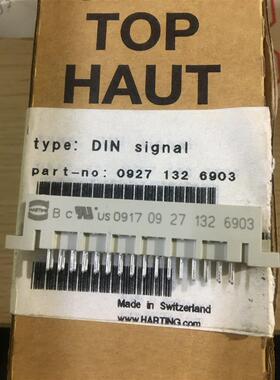 TOP
HAUT
type: DIN signal
part-no: 0927 132 6903
HARTING B c US 0917 09 27 132 6903
Made in Switzerland
www.HARTING.com